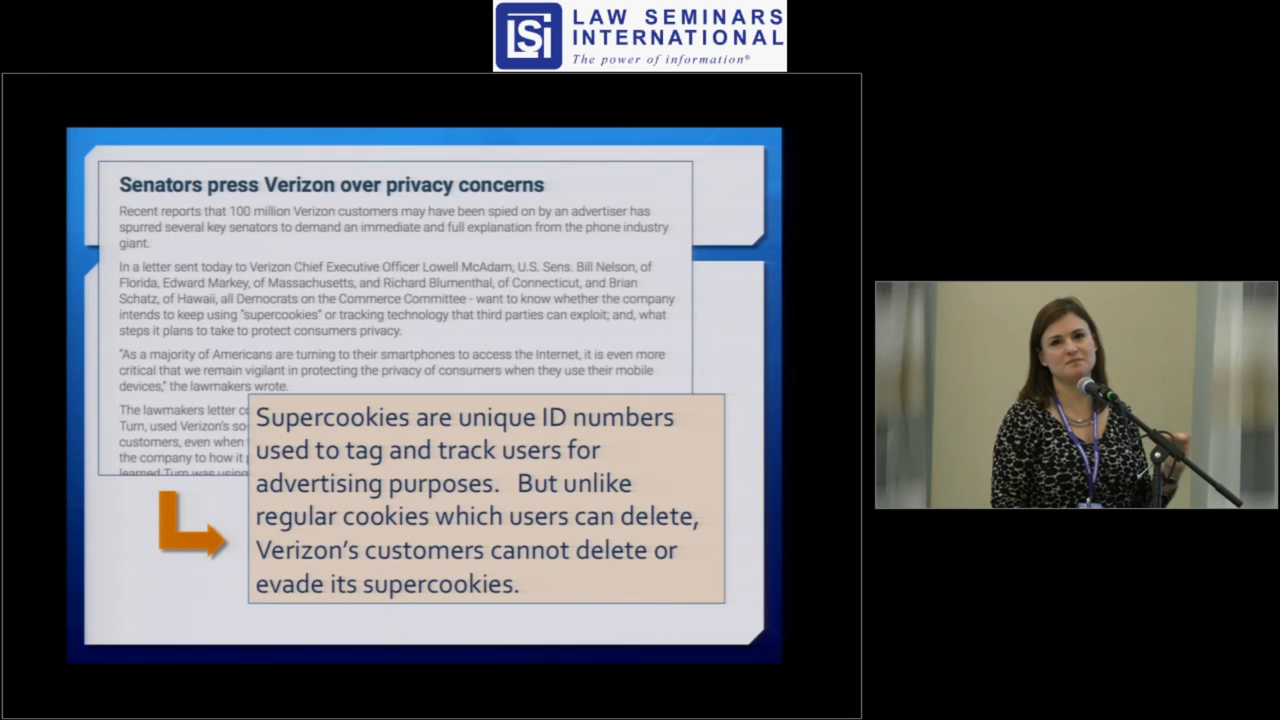 LAW SEMINARS
INTERNATIONAL
The power of information®
LSi
Senators press Verizon over privacy concerns
Recent reports that 100 million Verizon customers may have been spied on by an advertiser has
spurred several key senators to demand an immediate and full explanation from the phone industry
giant.
In a letter sent today to Verizon Chief Executive Officer Lowell McAdam, U.S. Sens. Bill Nelson, of
Florida, Edward Markey, of Massachusetts, and Richard Blumenthal, of Connecticut, and Brian
Schatz, of Hawaii, all Democrats on the Commerce Committee - want to know whether the company
intends to keep using "supercookies" or tracking technology that third parties can exploit; and, what
steps it plans to take to protect consumers privacy.
"As a majority of Americans are turning to their smartphones to access the Internet, it is even more
critical that we remain vigilant in protecting the privacy of consumers when they use their mobile
devices," the lawmakers wrote.
The lawmakers letter
Turn, used Verizon's so-
customers, even when
the company to how it
learned Turn was using
Supercookies are unique ID numbers
used to tag and track users for
advertising purposes. But unlike
regular cookies which users can delete,
Verizon's customers cannot delete or
evade its supercookies.